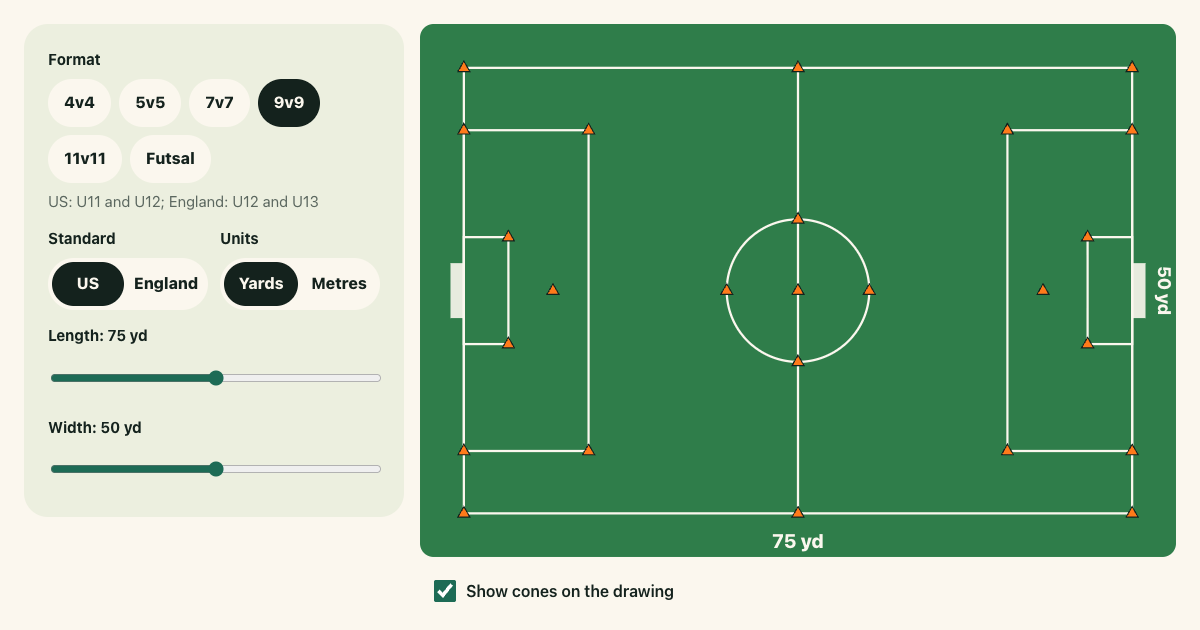 Format
4v4
5v5
7v7
9v9
11v11
Futsal
US: U11 and U12; England: U12 and U13
Standard
Units
US
England
Yards
Metres
Length: 75 yd
Width: 50 yd
50 yd
75 yd
Show cones on the drawing